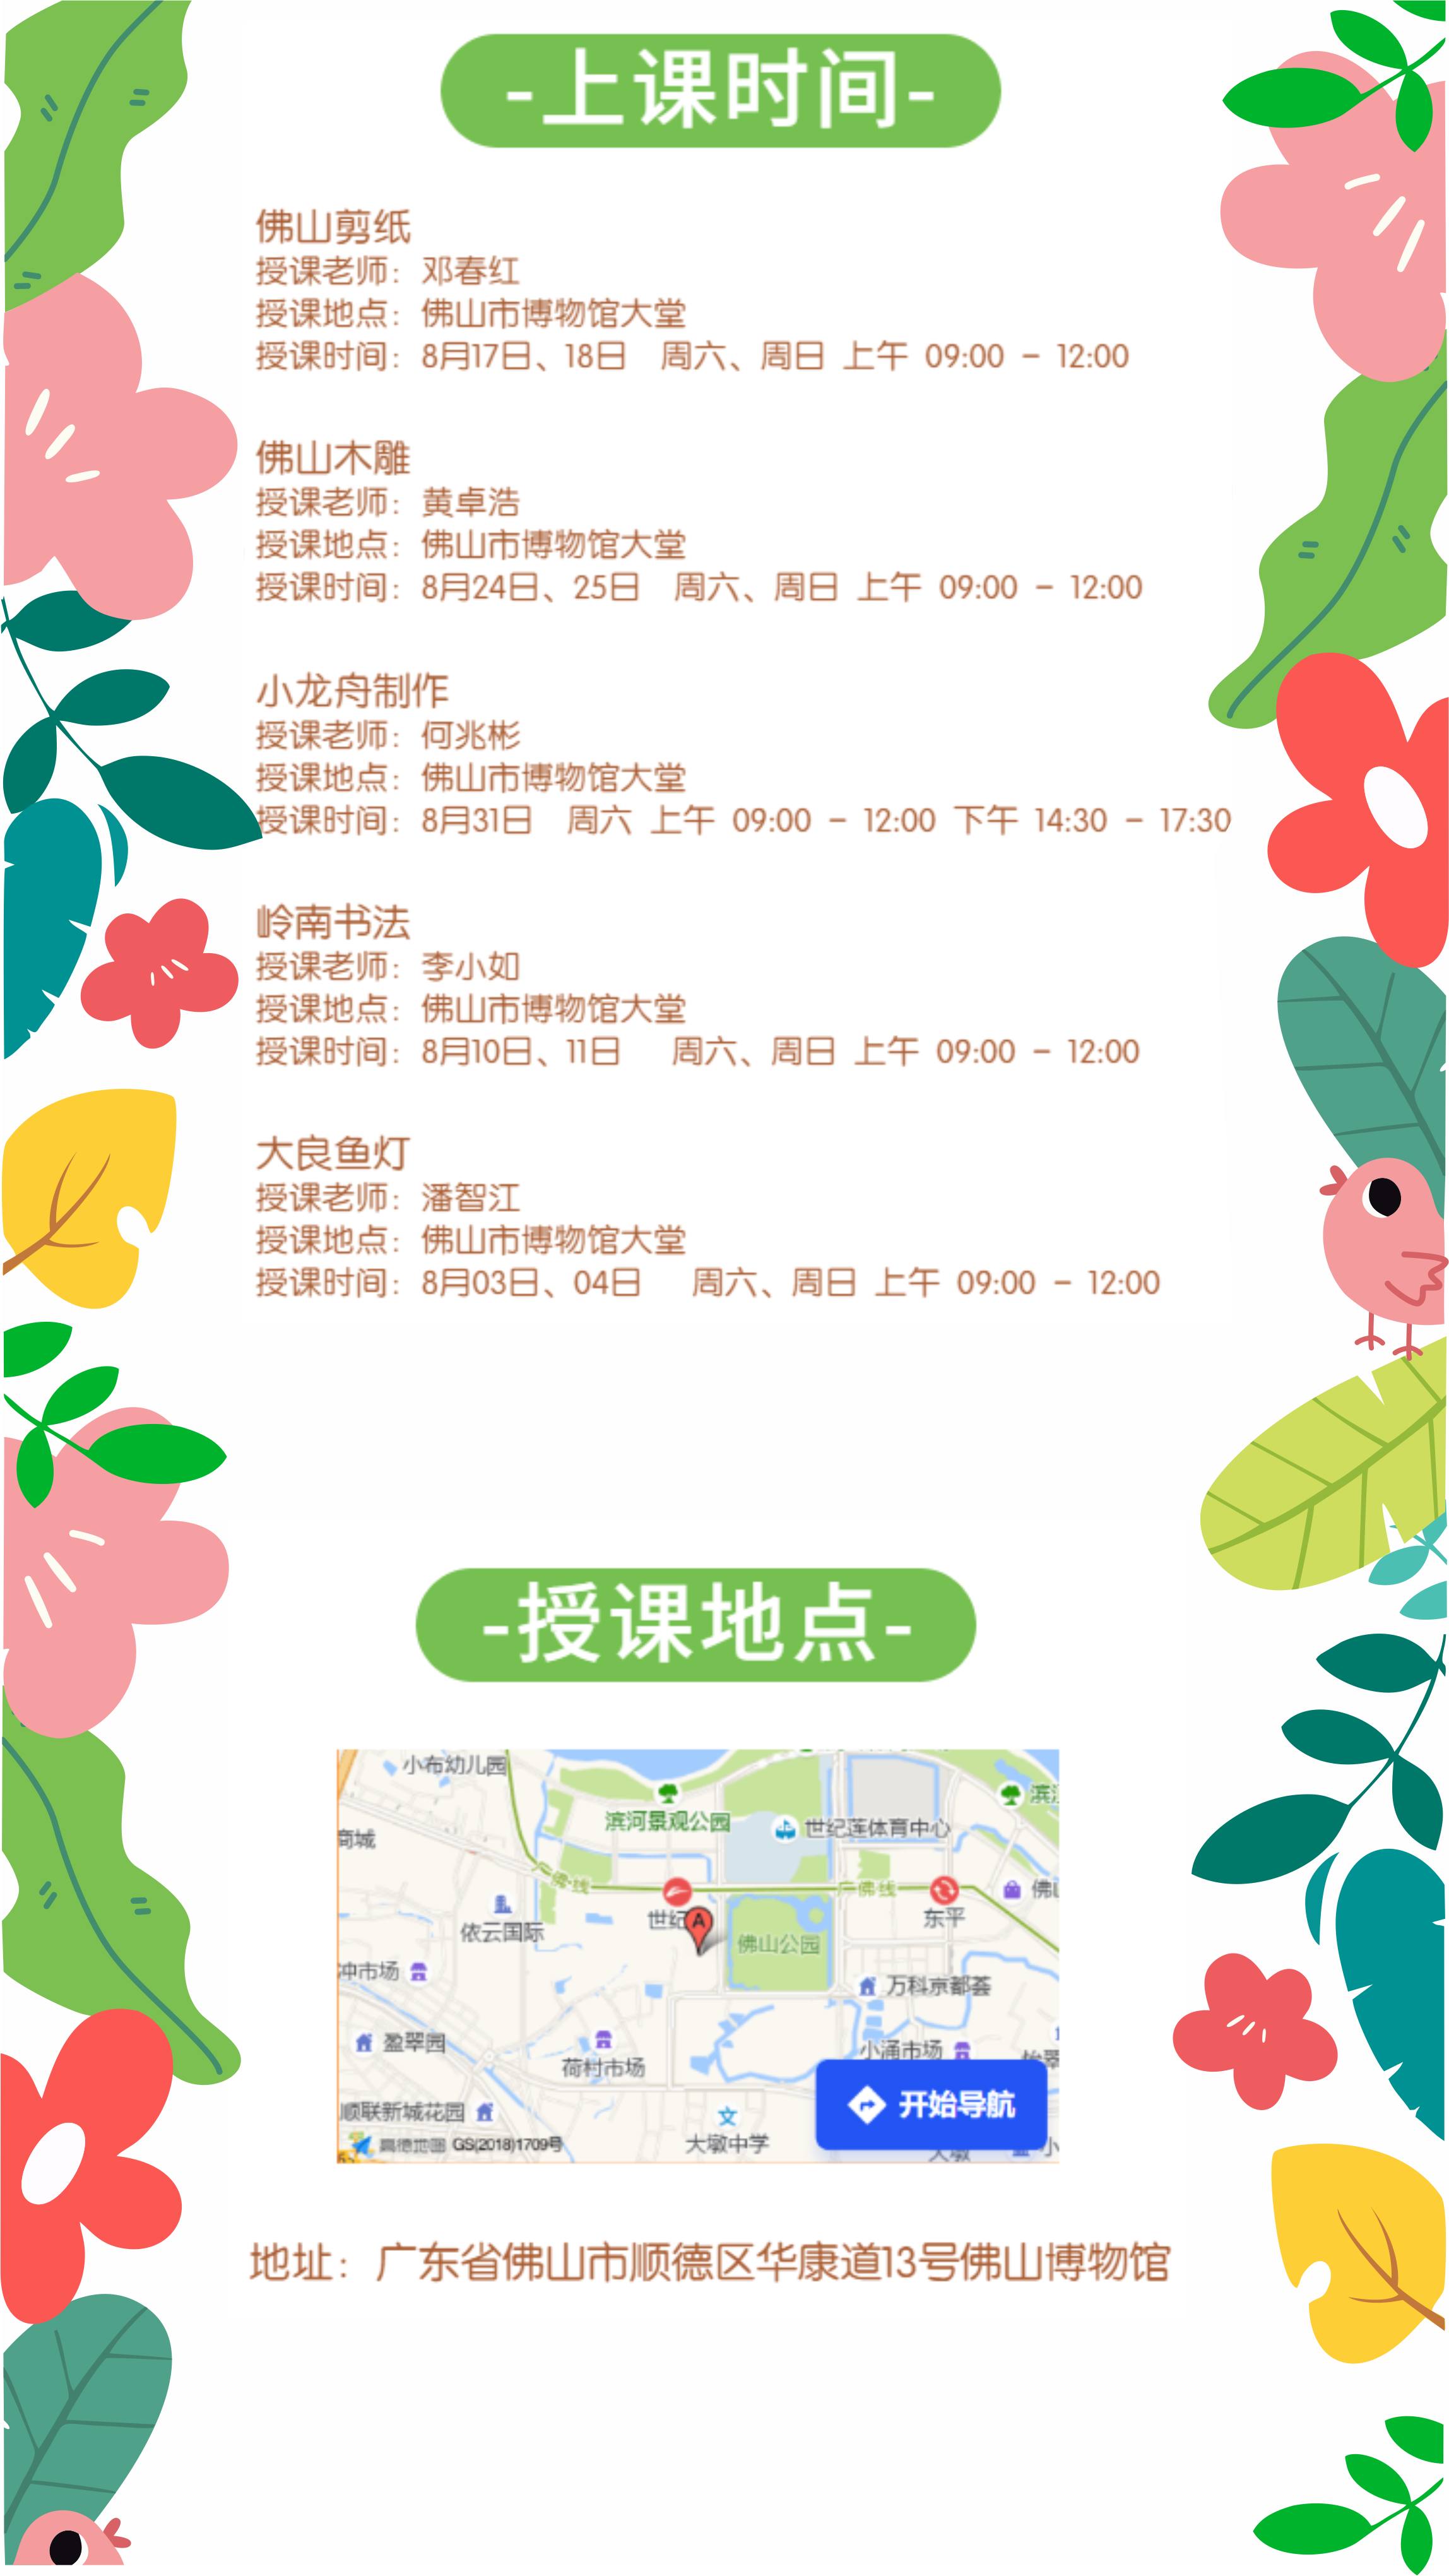 -上课时间-
佛山剪纸
授课老师：邓春红
授课地点：佛山市博物馆大堂
授课时间：8月17日、18日 周六、周日 上午 09:00 - 12:00
佛山木雕
授课老师：黄卓浩
授课地点：佛山市博物馆大堂
授课时间：8月24日、25日 周六、周日 上午 09:00 - 12:00
小龙舟制作
授课老师：何兆彬
授课地点：佛山市博物馆大堂
授课时间：8月31日 周六 上午 09:00 - 12:00 下午 14:30 - 17:30
岭南书法
授课老师：李小如
授课地点：佛山市博物馆大堂
授课时间：8月10日、11日 周六、周日 上午 09:00 - 12:00
大良鱼灯
授课老师：潘智江
授课地点：佛山市博物馆大堂
授课时间：8月03日、04日 周六、周日 上午 09:00 - 12:00
-授课地点-
小布幼儿园
滨河景观公园
滨
世纪莲体育中心
商城
广佛线
广佛线
佛山
依云国际
世纪
A
东平
佛山公园
冲市场
万科京都荟
盈翠园
荷村市场
小涌市场
顺联新城花园
文
开始导航
高德地图 GS(2018)1709号
大墩中学
大墩
小
地址：广东省佛山市顺德区华康道13号佛山博物馆